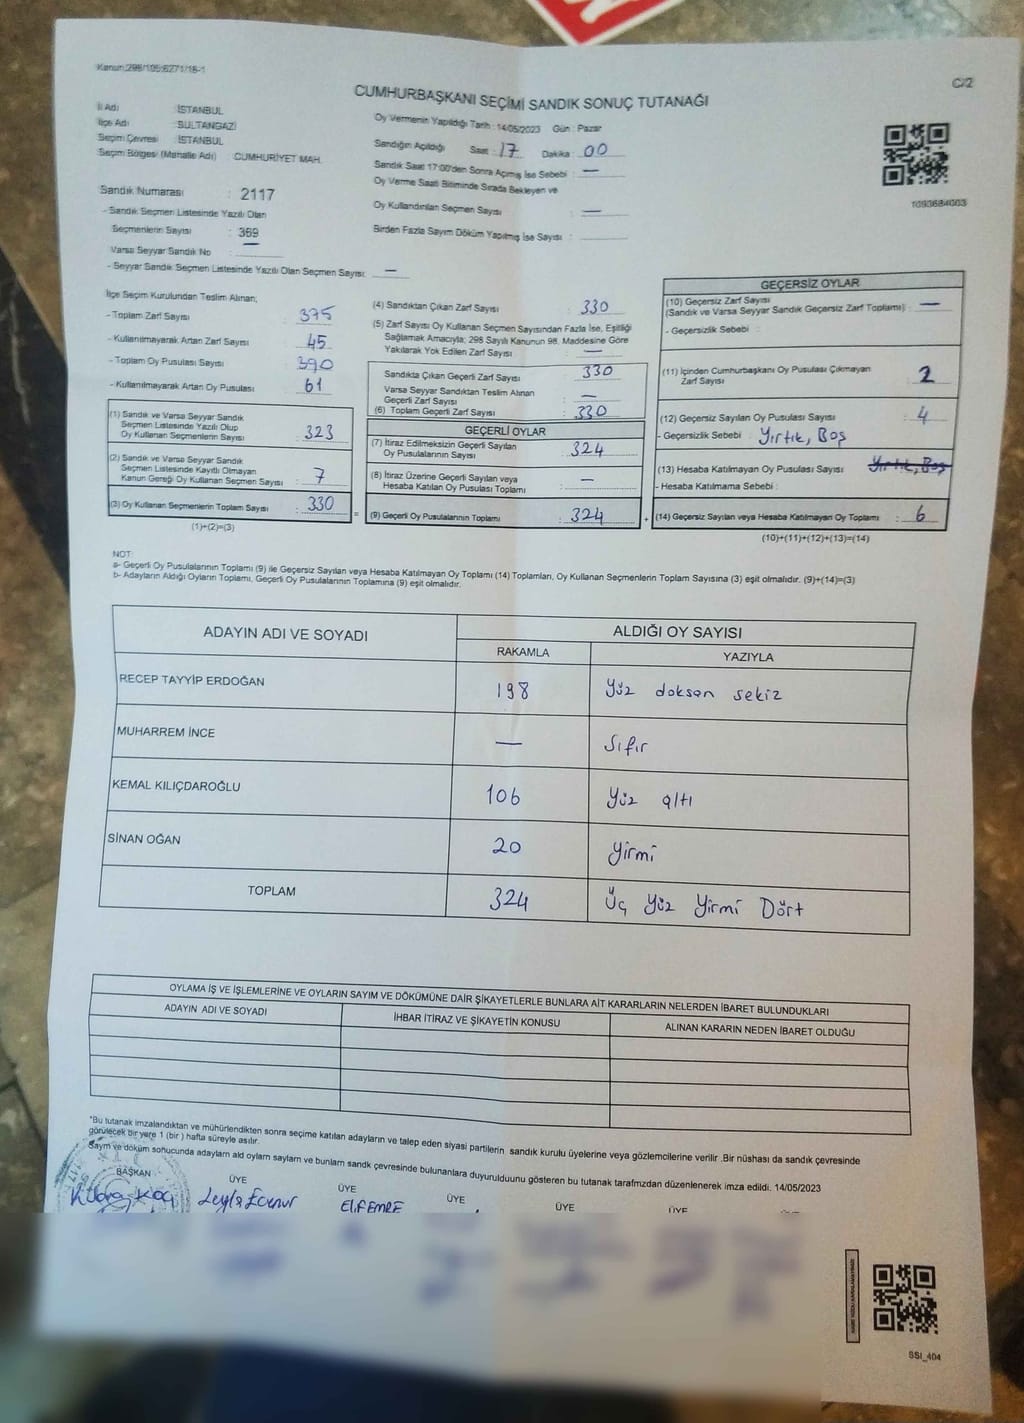 Kanun:298/105;6271/16-1
C/2
CUMHURBAŞKANI SEÇİMİ SANDIK SONUÇ TUTANAĞI
İl Adı : İSTANBUL
İlçe Adı : SULTANGAZİ
Seçim Çevresi : İSTANBUL
Seçim Bölgesi (Mahalle Adı) : CUMHURİYET MAH.
Sandık Numarası : 2117
- Sandık Seçmen Listesinde Yazılı Olan
Seçmenlerin Sayısı : 369
Varsa Seyyar Sandık No : —
- Seyyar Sandık Seçmen Listesinde Yazılı Olan Seçmen Sayısı: —
Oy Vermenin Yapıldığı Tarih : 14/05/2023 Gün : Pazar
Sandığın Açıldığı Saat : 17 Dakika : 00
Sandık Saat 17:00'den Sonra Açımış İse Sebebi : —
Oy Verme Saati Bitiminde Sırada Bekleyen ve
Oy Kullandırılan Seçmen Sayısı : —
Birden Fazla Sayım Döküm Yapılmış İse Sayısı :
1093684003
İlçe Seçim Kurulundan Teslim Alınan;
- Toplam Zarf Sayısı : 375
- Kullanılmayarak Artan Zarf Sayısı : 45
- Toplam Oy Pusulası Sayısı : 390
- Kullanılmayarak Artan Oy Pusulası : 61
(1) Sandık ve Varsa Seyyar Sandık
Seçmen Listesinde Yazılı Olup
Oy Kullanan Seçmenlerin Sayısı : 323
(2) Sandık ve Varsa Seyyar Sandık
Seçmen Listesinde Kayıtlı Olmayan
Kanun Gereği Oy Kullanan Seçmen Sayısı : 7
(3) Oy Kullanan Seçmenlerin Toplam Sayısı : 330
(1)+(2)=(3)
(4) Sandıktan Çıkan Zarf Sayısı : 330
(5) Zarf Sayısı Oy Kullanan Seçmen Sayısından Fazla İse, Eşitliği
Sağlamak Amacıyla; 298 Sayılı Kanunun 98. Maddesine Göre
Yakılarak Yok Edilen Zarf Sayısı : —
Sandıkta Çıkan Geçerli Zarf Sayısı : 330
Varsa Seyyar Sandıktan Teslim Alınan
Geçerli Zarf Sayısı : —
(6) Toplam Geçerli Zarf Sayısı : 330
GEÇERLİ OYLAR
(7) İtiraz Edilmeksizin Geçerli Sayılan
Oy Pusulalarının Sayısı : 324
(8) İtiraz Üzerine Geçerli Sayılan veya
Hesaba Katılan Oy Pusulası Toplamı : —
= (9) Geçerli Oy Pusulalarının Toplamı : 324 +
GEÇERSİZ OYLAR
(10) Geçersiz Zarf Sayısı
(Sandık ve Varsa Seyyar Sandık Geçersiz Zarf Toplamı) : —
- Geçersizlik Sebebi :
(11) İçinden Cumhurbaşkanı Oy Pusulası Çıkmayan
Zarf Sayısı : 2
(12) Geçersiz Sayılan Oy Pusulası Sayısı : 4
- Geçersizlik Sebebi : Yırtık, Boş
(13) Hesaba Katılmayan Oy Pusulası Sayısı : Yırtık, Boş
- Hesaba Katılmama Sebebi :
(14) Geçersiz Sayılan veya Hesaba Katılmayan Oy Toplamı : 6
(10)+(11)+(12)+(13)=(14)
NOT:
a- Geçerli Oy Pusulalarının Toplamı (9) ile Geçersiz Sayılan veya Hesaba Katılmayan Oy Toplamı (14) Toplamları, Oy Kullanan Seçmenlerin Toplam Sayısına (3) eşit olmalıdır. (9)+(14)=(3)
b- Adayların Aldığı Oyların Toplamı, Geçerli Oy Pusulalarının Toplamına (9) eşit olmalıdır.
ADAYIN ADI VE SOYADI ALDIĞI OY SAYISI
RAKAMLA YAZIYLA
RECEP TAYYİP ERDOĞAN 198 Yüz doksan sekiz
MUHARREM İNCE — Sıfır
KEMAL KILIÇDAROĞLU 106 Yüz altı
SİNAN OĞAN 20 Yirmi
TOPLAM 324 Üç Yüz Yirmi Dört
OYLAMA İŞ VE İŞLEMLERİNE VE OYLARIN SAYIM VE DÖKÜMÜNE DAİR ŞİKAYETLERLE BUNLARA AİT KARARLARIN NELERDEN İBARET BULUNDUKLARI
ADAYIN ADI VE SOYADI İHBAR İTİRAZ VE ŞİKAYETİN KONUSU ALINAN KARARIN NEDEN İBARET OLDUĞU
*Bu tutanak imzalandıktan ve mühürlendikten sonra seçime katılan adayların ve talep eden siyasi partilerin sandık kurulu üyelerine veya gözlemcilerine verilir .Bir nüshası da sandık çevresinde
görülecek bir yere 1 (bir ) hafta süreyle asılır.
Sayım ve döküm sonucunda adayların ald oyların sayların ve bunların sandk çevresinde bulunanlara duyurulduunu gösteren bu tutanak tarafımzdan düzenlenerek imza edildi. 14/05/2023
BAŞKAN ÜYE ÜYE ÜYE ÜYE ÜYE
Kübra Koç Leyla Ecenur ELİF EMRE
SSİ_404